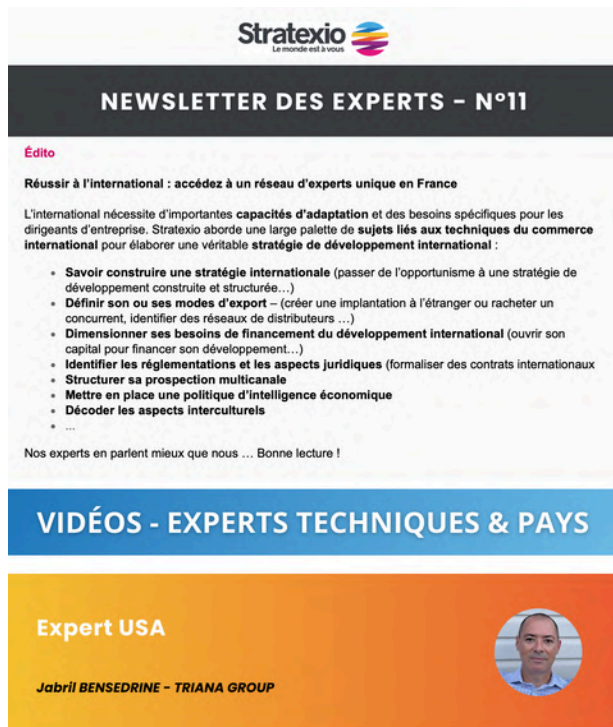 Stratexio
Le monde est à vous
NEWSLETTER DES EXPERTS – N°11
Édito
Réussir à l'international : accédez à un réseau d'experts unique en France
L'international nécessite d'importantes capacités d'adaptation et des besoins spécifiques pour les
dirigeants d'entreprise. Stratexio aborde une large palette de sujets liés aux techniques du commerce
international pour élaborer une véritable stratégie de développement international :
• Savoir construire une stratégie internationale (passer de l'opportunisme à une stratégie de
développement construite et structurée…)
• Définir son ou ses modes d'export – (créer une implantation à l'étranger ou racheter un
concurrent, identifier des réseaux de distributeurs …)
• Dimensionner ses besoins de financement du développement international (ouvrir son
capital pour financer son développement…)
• Identifier les réglementations et les aspects juridiques (formaliser des contrats internationaux
• Structurer sa prospection multicanale
• Mettre en place une politique d'intelligence économique
• Décoder les aspects interculturels
• ...
Nos experts en parlent mieux que nous … Bonne lecture !
VIDÉOS - EXPERTS TECHNIQUES & PAYS
Expert USA
Jabril BENSEDRINE – TRIANA GROUP